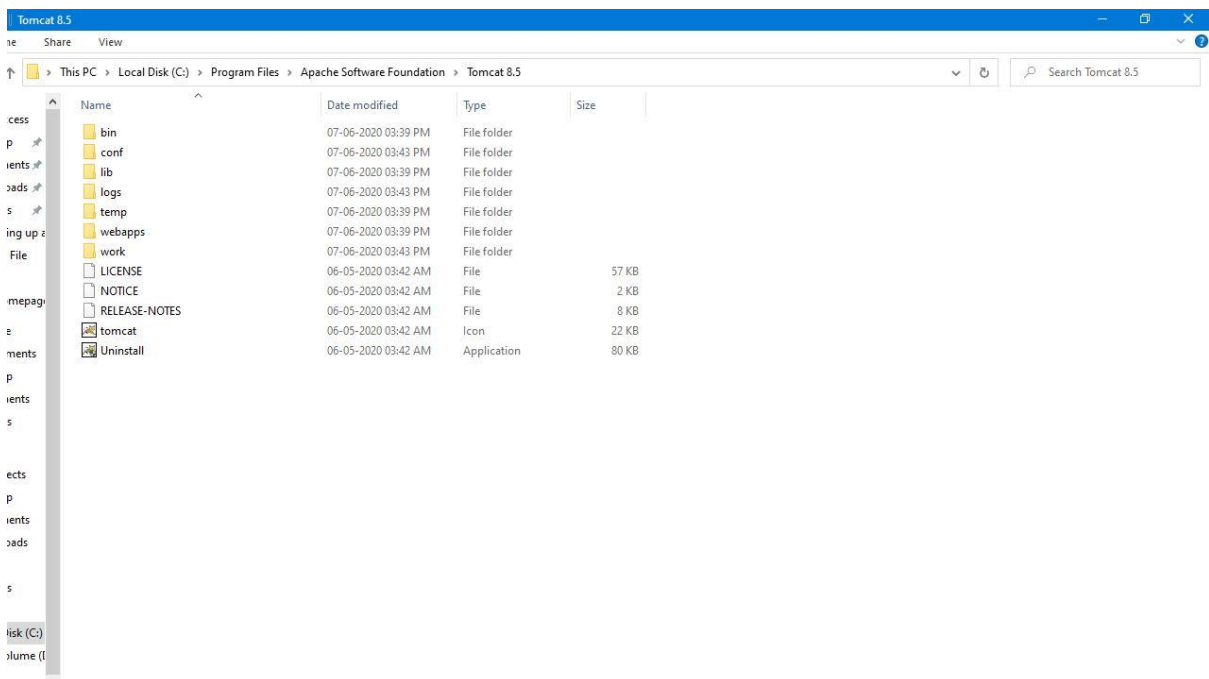 Tomcat 8.5
Share View
This PC > Local Disk (C:) > Program Files > Apache Software Foundation > Tomcat 8.5
Search Tomcat 8.5
Name Date modified Type Size
bin 07-06-2020 03:39 PM File folder
conf 07-06-2020 03:43 PM File folder
lib 07-06-2020 03:39 PM File folder
logs 07-06-2020 03:43 PM File folder
temp 07-06-2020 03:39 PM File folder
webapps 07-06-2020 03:39 PM File folder
work 07-06-2020 03:43 PM File folder
LICENSE 06-05-2020 03:42 AM File 57 KB
NOTICE 06-05-2020 03:42 AM File 2 KB
RELEASE-NOTES 06-05-2020 03:42 AM File 8 KB
tomcat 06-05-2020 03:42 AM Icon 22 KB
Uninstall 06-05-2020 03:42 AM Application 80 KB
ing up
File
(C:)